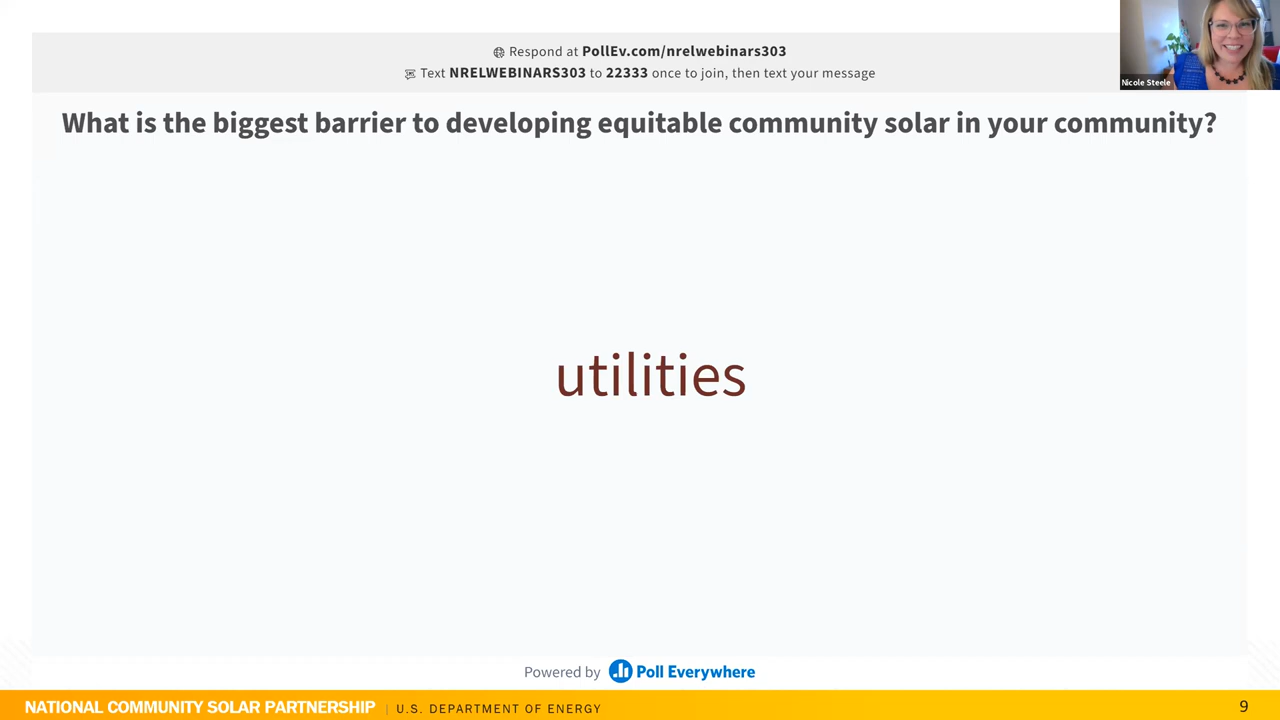 Respond at PollEv.com/nrelwebinars303
Text NRELWEBINARS303 to 22333 once to join, then text your message
Nicole Steele
What is the biggest barrier to developing equitable community solar in your community?
utilities
Powered by Poll Everywhere
NATIONAL COMMUNITY SOLAR PARTNERSHIP | U.S. DEPARTMENT OF ENERGY
9